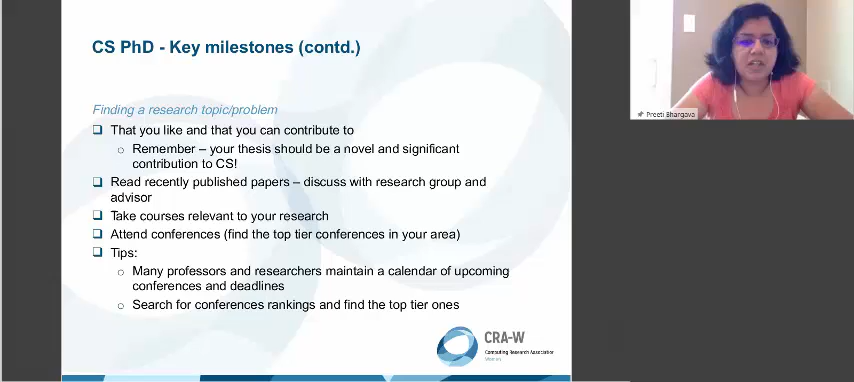 CS PhD - Key milestones (contd.)
Finding a research topic/problem
That you like and that you can contribute to
Remember – your thesis should be a novel and significant
contribution to CS!
Read recently published papers – discuss with research group and
advisor
Take courses relevant to your research
Attend conferences (find the top tier conferences in your area)
Tips:
Many professors and researchers maintain a calendar of upcoming
conferences and deadlines
Search for conferences rankings and find the top tier ones
CRA-W
Computing Research Association
Women
Preeti Bhargava